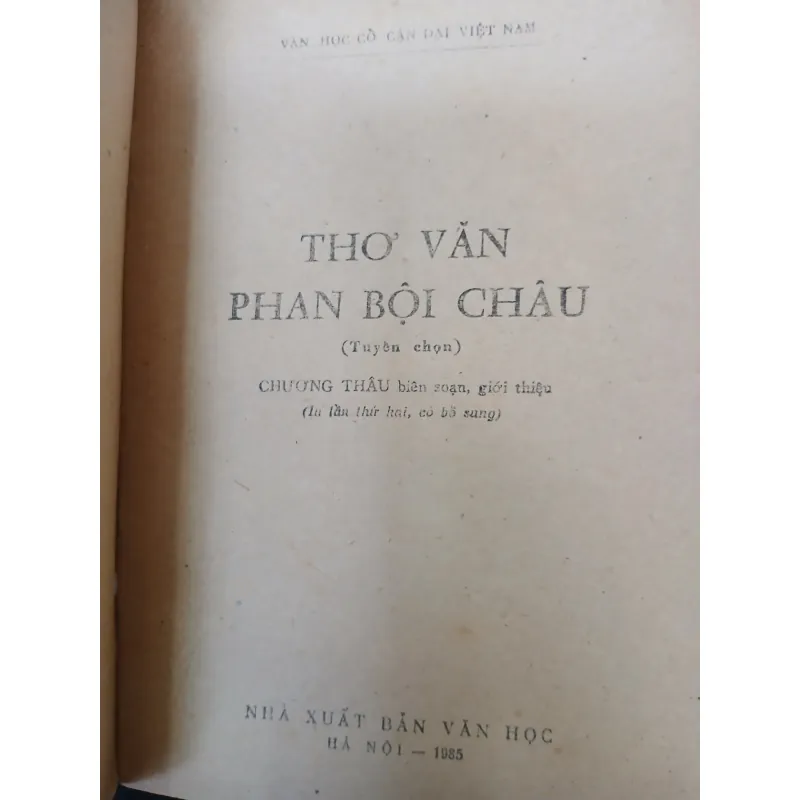 VĂN HỌC CỔ CẬN ĐẠI VIỆT NAM
THƠ VĂN
PHAN BỘI CHÂU
(Tuyển chọn)
CHƯƠNG THÂU biên soạn, giới thiệu
(In lần thứ hai, có bổ sung)
NHÀ XUẤT BẢN VĂN HỌC
HÀ NỘI — 1985